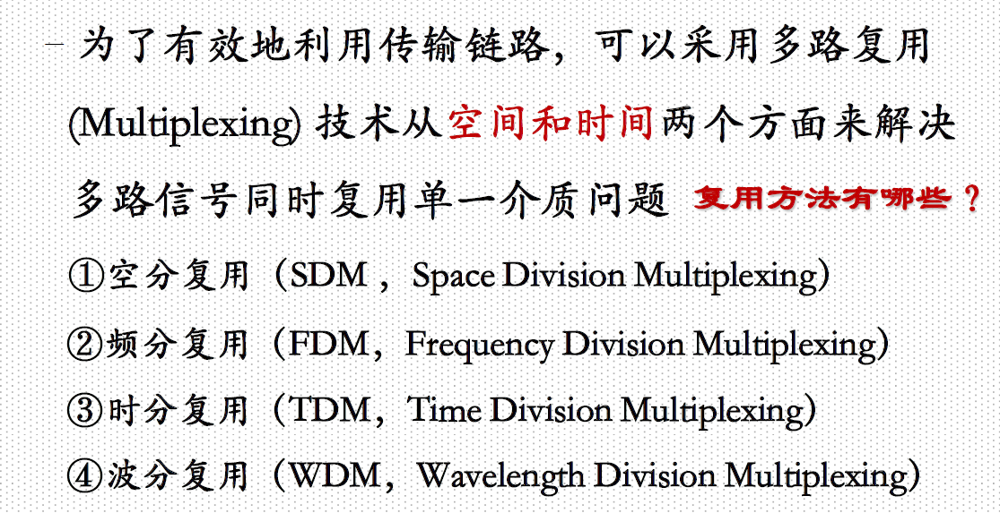 – 为了有效地利用传输链路，可以采用多路复用
(Multiplexing) 技术从空间和时间两个方面来解决
多路信号同时复用单一介质问题 复用方法有哪些？
①空分复用（SDM ，Space Division Multiplexing）
②频分复用（FDM，Frequency Division Multiplexing）
③时分复用（TDM，Time Division Multiplexing）
④波分复用（WDM，Wavelength Division Multiplexing）